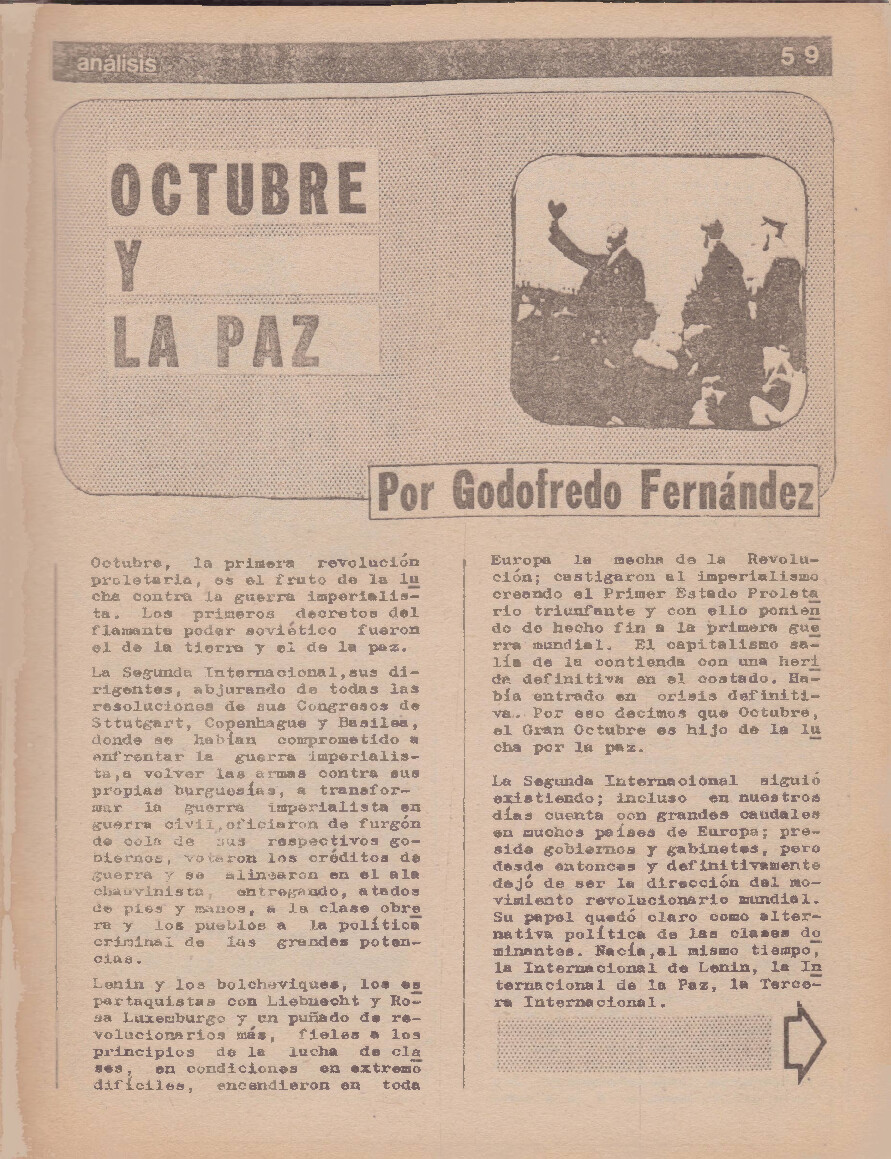 análisis
59
OCTUBRE
Y
LA PAZ
Por Godofredo Fernández
Octubre, la primera revolución
proletaria, es el fruto de la lu
cha contra la guerra imperialis-
ta. Los primeros decretos del
flamante poder soviético fueron
el de la tierra y el de la paz.
La Segunda Internacional,sus di-
rigentes, abjurando de todas las
resoluciones de sus Congresos de
Sttutgart, Copenhague y Basilea,
donde se habían comprometido a
enfrentar la guerra imperialis-
ta,a volver las armas contra sus
propias burguesías, a transfor-
mar la guerra imperialista en
guerra civil,oficiaron de furgón
de cola de sus respectivos go-
biernos, votaron los créditos de
guerra y se alinearon en el ala
chauvinista, entregando, atados
de pies y manos, a la clase obre
ra y los pueblos a la política
criminal de las grandes poten-
cias.
Lenin y los bolcheviques, los es
partaquistas con Liebnecht y Ro-
sa Luxemburgo y un puñado de re-
volucionarios más, fieles a los
principios de la lucha de cla
ses, en condiciones en extremo
difíciles, encendieron en toda
Europa la mecha de la Revolu-
ción; castigaron al imperialismo
creando el Primer Estado Proleta
rio triunfante y con ello ponien
do de hecho fin a la primera gue
rra mundial. El capitalismo sa-
lía de la contienda con una heri
da definitiva en el costado. Ha-
bía entrado en crisis definiti-
va. Por eso decimos que Octubre,
el Gran Octubre es hijo de la lu
cha por la paz.
La Segunda Internacional siguió
existiendo; incluso en nuestros
días cuenta con grandes caudales
en muchos países de Europa; pre-
side gobiernos y gabinetes, pero
desde entonces y definitivamente
dejó de ser la dirección del mo-
vimiento revolucionario mundial.
Su papel quedó claro como alter-
nativa política de las clases do
minantes. Nacía,al mismo tiempo,
la Internacional de Lenin, la In
ternacional de la Paz, la Terce-
ra Internacional.